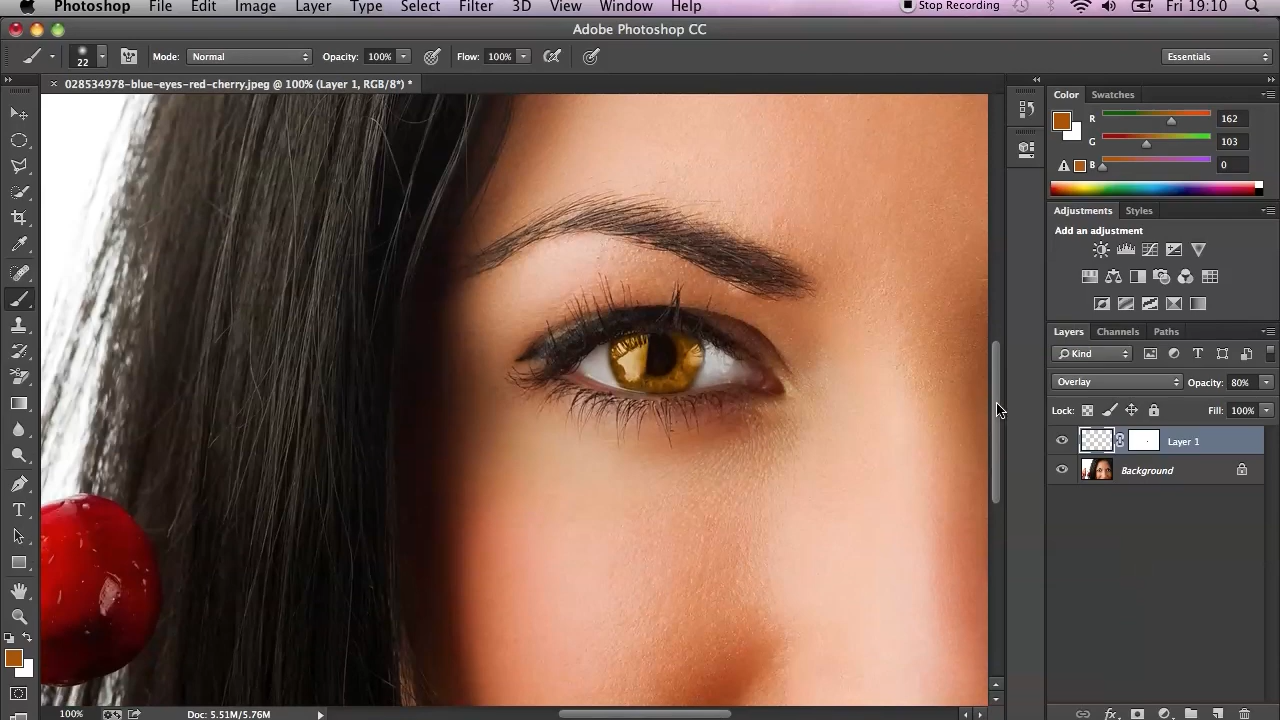 Photoshop File Edit Image Layer Type Select Filter 3D View Window Help Stop Recording Fri 19:10
Adobe Photoshop CC
22 Mode: Normal Opacity: 100% Flow: 100% Essentials
× 028534978-blue-eyes-red-cherry.jpeg @ 100% (Layer 1, RGB/8*) *
Color Swatches
R 162
G 103
B 0
Adjustments Styles
Add an adjustment
Layers Channels Paths
Kind T
Overlay Opacity: 80%
Lock: Fill: 100%
Layer 1
Background
T
fx
100% Doc: 5.51M/5.76M